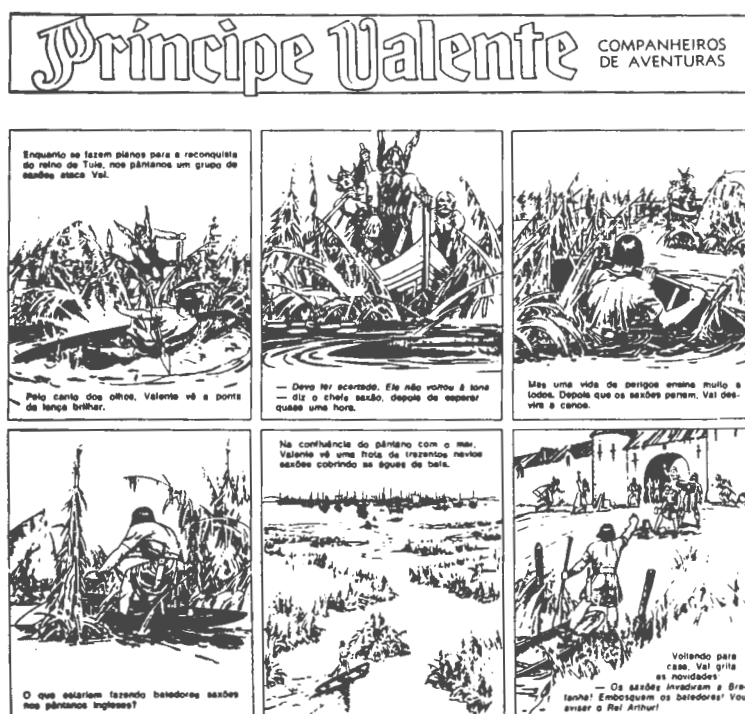 Príncipe Valente
COMPANHEIROS
DE AVENTURAS
Enquanto se fazem planos para a reconquista
do reino de Tule, nos pântanos um grupo de
saxões ataca Val.
Pelo canto dos olhos, Valente vê a ponta
da lança brilhar.
— Devo ter acertado. Ele não voltou à tona
— diz o chefe saxão, depois de esperar
quase uma hora.
Mas uma vida de perigos ensina muito a
todos. Depois que os saxões partem, Val des-
vira a canoa.
O que estariam fazendo batedores saxões
nos pântanos ingleses?
Na confluência do pântano com o mar,
Valente vê uma frota de trezentos navios
saxões cobrindo as águas da baía.
Voltando para
casa, Val grita
as novidades:
— Os saxões invadiram a Bre-
tanha! Embosquem os batedores! Vou
avisar o Rei Arthur!